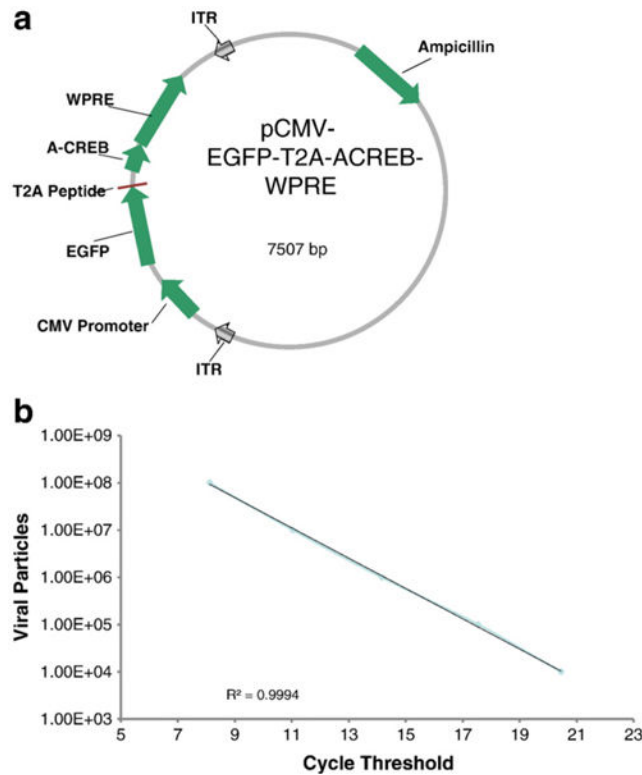 a
ITR
Ampicillin
WPRE
A-CREB
T2A Peptide
EGFP
CMV Promoter
ITR
pCMV-
EGFP-T2A-ACREB-
WPRE
7507 bp
b
Viral Particles
1.00E+09
1.00E+08
1.00E+07
1.00E+06
1.00E+05
1.00E+04
1.00E+03
R² = 0.9994
5 7 9 11 13 15 17 19 21 23
Cycle Threshold